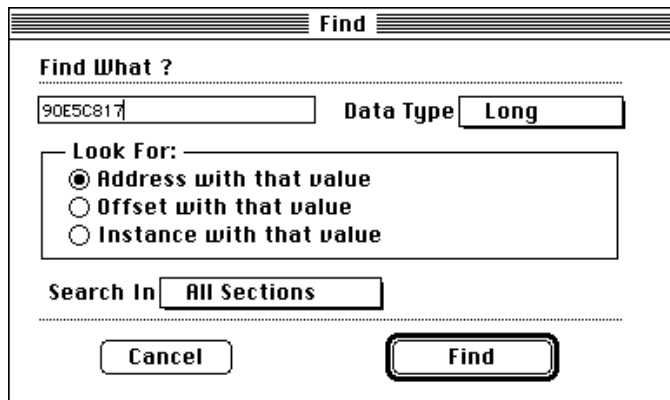 Find
Find What ?
90E5C817 Data Type Long
Look For:
Address with that value
Offset with that value
Instance with that value
Search In All Sections
Cancel Find